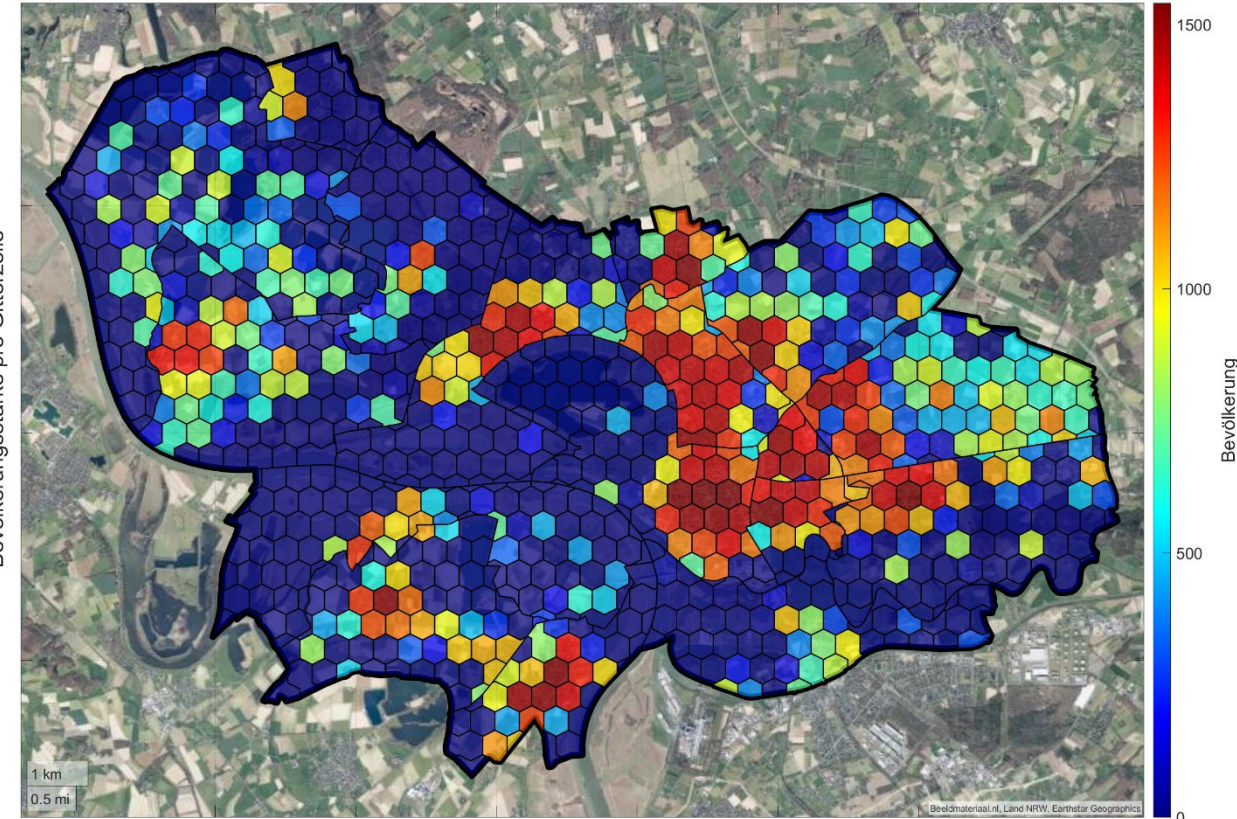 1500
1000
500
0
Bevölkerung
1 km
0.5 mi
Beeldmateriaal.nl, Land NRW, Earthstar Geographics